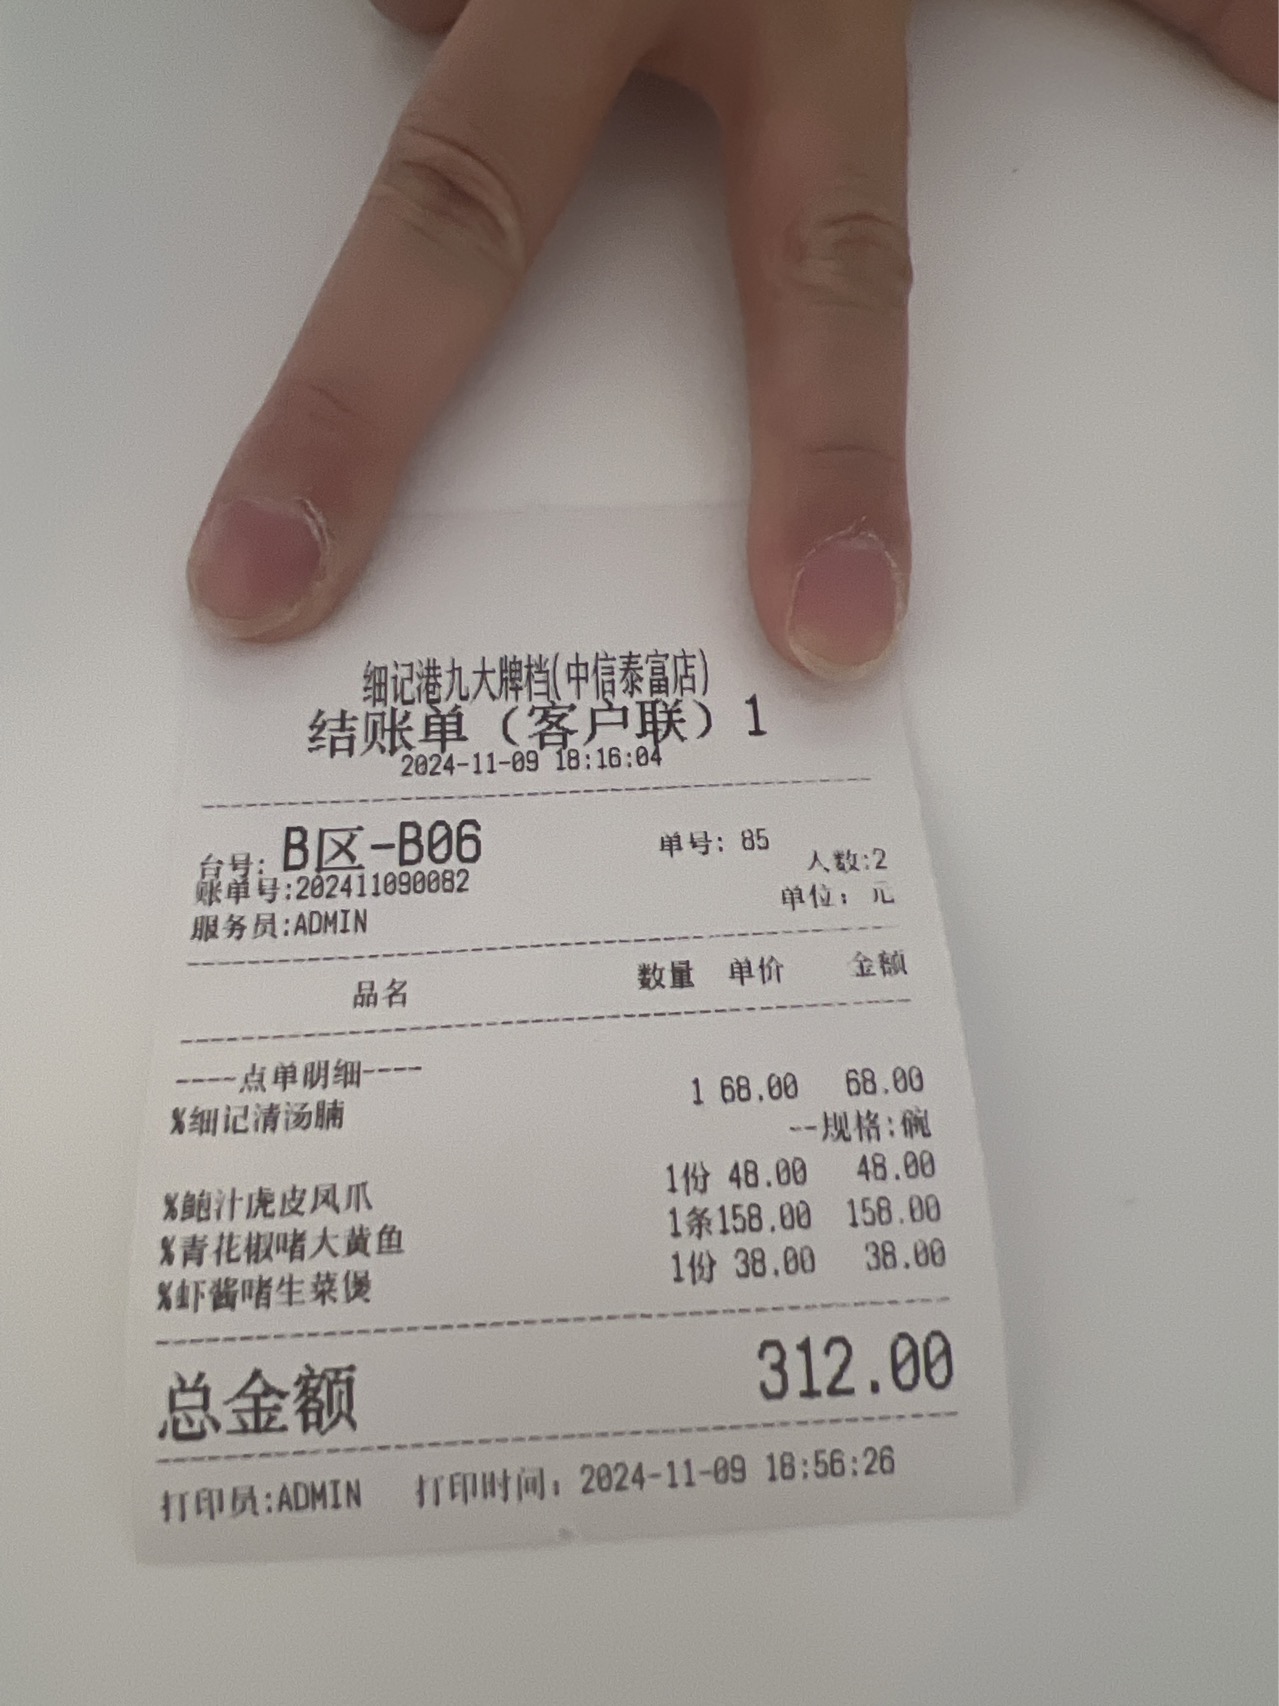 细记港九大牌档(中信泰富店)
结账单（客户联）1
2024-11-09 18:16:04
台号: B区-B06 单号: 85
人数:2
账单号:202411090082
单位: 元
服务员:ADMIN
品名 数量 单价 金额
----点单明细----
%细记清汤腩 1 68.00 68.00
--规格:碗
%鲍汁虎皮凤爪 1份 48.00 48.00
%青花椒啫大黄鱼 1条158.00 158.00
%虾酱啫生菜煲 1份 38.00 38.00
总金额 312.00
打印员:ADMIN 打印时间: 2024-11-09 18:56:26